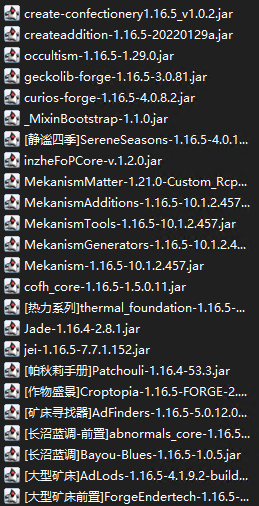 create-confectionery1.16.5_v1.0.2.jar
createaddition-1.16.5-20220129a.jar
occultism-1.16.5-1.29.0.jar
geckolib-forge-1.16.5-3.0.81.jar
curios-forge-1.16.5-4.0.8.2.jar
_MixinBootstrap-1.1.0.jar
[静谧四季]SereneSeasons-1.16.5-4.0.1...
inzheFoPCore-v.1.2.0.jar
MekanismMatter-1.21.0-Custom_Rcp...
MekanismAdditions-1.16.5-10.1.2.457...
MekanismTools-1.16.5-10.1.2.457.jar
MekanismGenerators-1.16.5-10.1.2.4...
Mekanism-1.16.5-10.1.2.457.jar
cofh_core-1.16.5-1.5.0.11.jar
[热力系列]thermal_foundation-1.16.5-...
Jade-1.16.4-2.8.1.jar
jei-1.16.5-7.7.1.152.jar
[帕秋莉手册]Patchouli-1.16.4-53.3.jar
[作物盛景]Croptopia-1.16.5-FORGE-2....
[矿床寻找器]AdFinders-1.16.5-5.0.12.0...
[长沼蓝调-前置]abnormals_core-1.16.5...
[长沼蓝调]Bayou-Blues-1.16.5-1.0.5.jar
[大型矿床]AdLods-1.16.5-4.1.9.2-build...
[大型矿床前置]ForgeEndertech-1.16.5-...